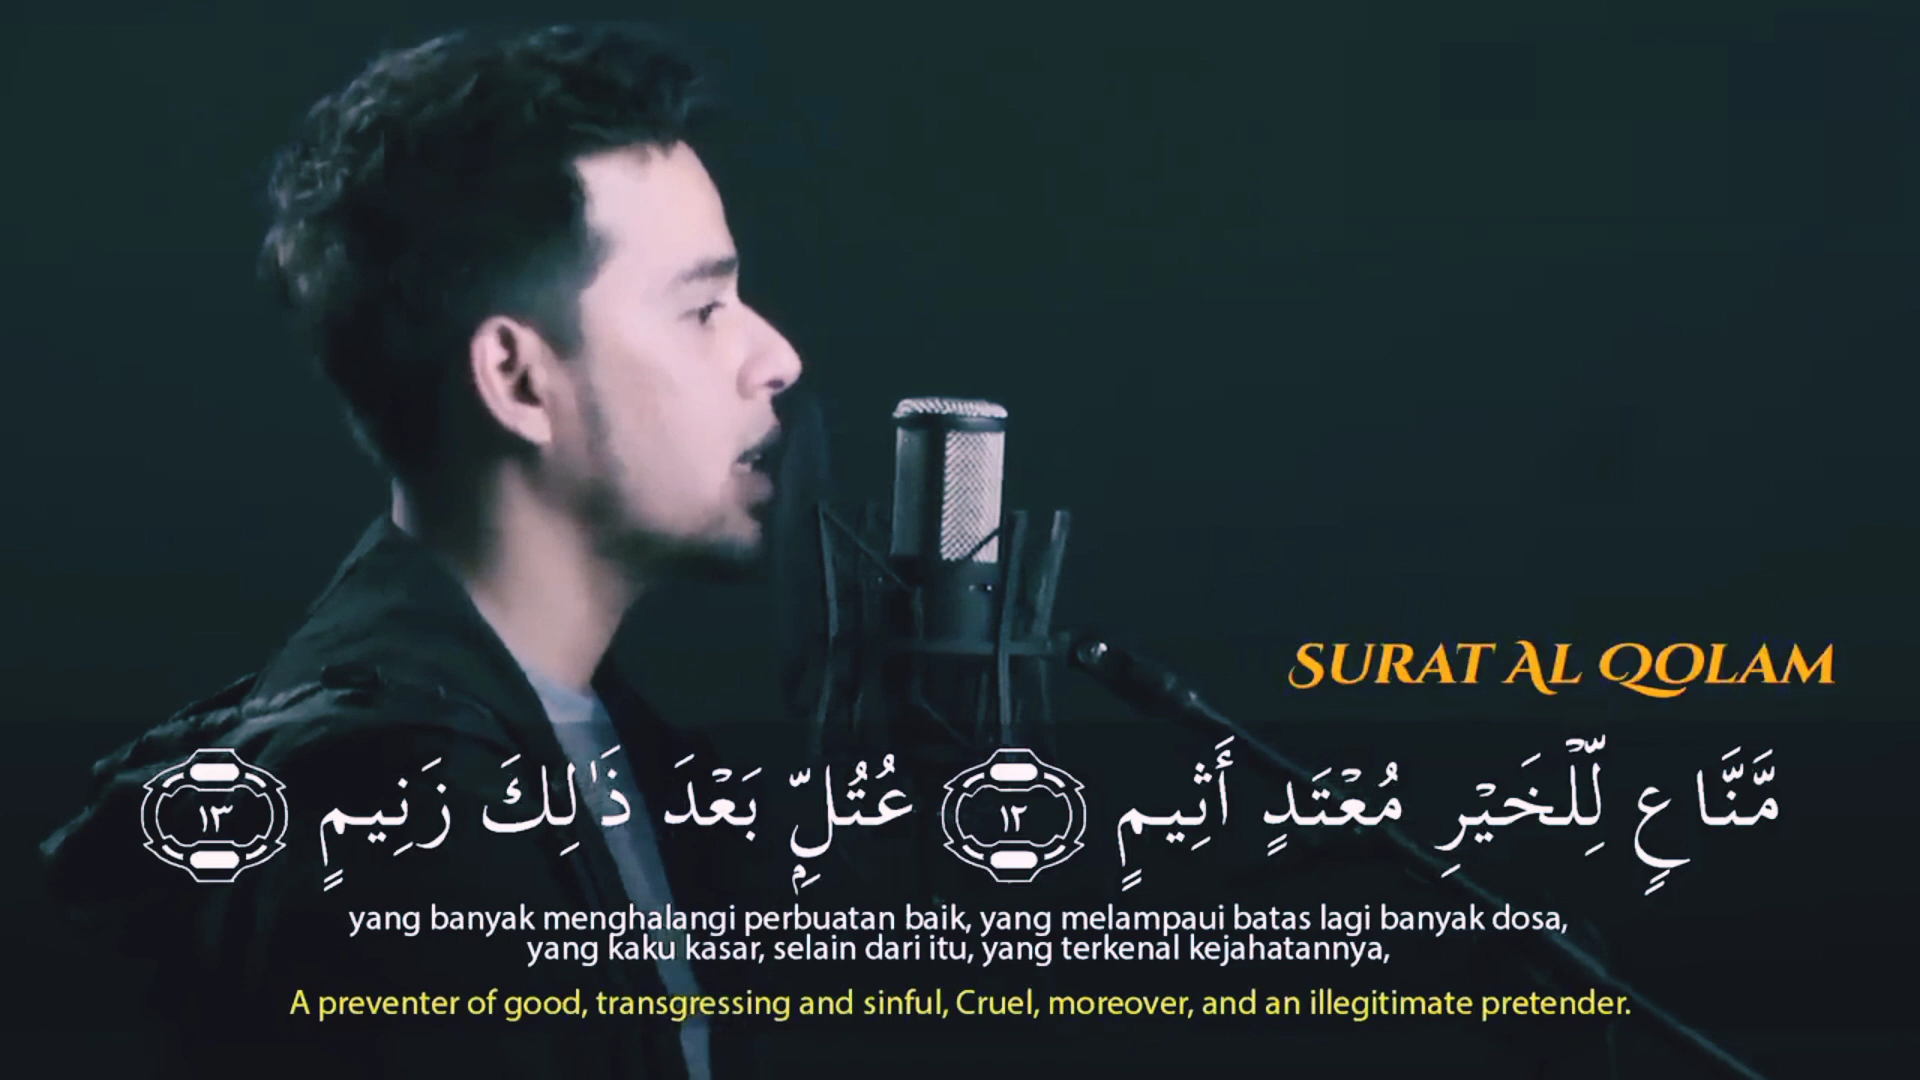 SURAT AL QOLAM
مَّنَّاعٍ لِّلْخَيْرِ مُعْتَدٍ أَثِيمٍ ١٢ عُتُلٍّۭ بَعْدَ ذَٰلِكَ زَنِيمٍ ١٣
yang banyak menghalangi perbuatan baik, yang melampaui batas lagi banyak dosa,
yang kaku kasar, selain dari itu, yang terkenal kejahatannya,
A preventer of good, transgressing and sinful, Cruel, moreover, and an illegitimate pretender.